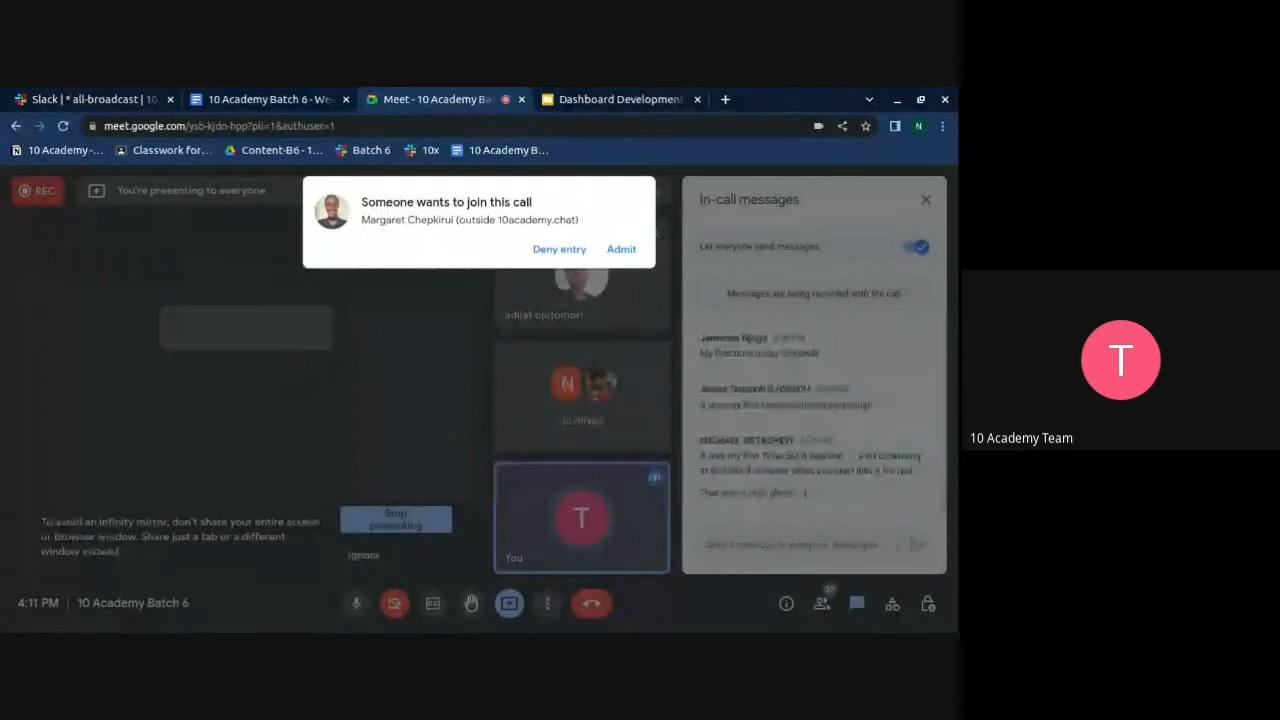 Slack | * all-broadcast | 10
10 Academy Batch 6 - We
Meet - 10 Academy Ba
Dashboard Development
meet.google.com/ysb-kjdn-hpp?pli=1&authuser=1
N
10 Academy -...
Classwork for...
Content-B6 - 1...
Batch 6
10x
10 Academy B...
REC
You're presenting to everyone
Someone wants to join this call
Margaret Chepkirui (outside 10academy.chat)
Deny entry
Admit
In-call messages
Let everyone send messages
Messages are being recorded with the call
adijat ojutomori
N
To avoid an infinity mirror, don't share your entire screen
or browser window. Share just a tab or a different
window instead.
Stop
presenting
Ignore
T
You
Send a message to everyone
4:11 PM | 10 Academy Batch 6
T
10 Academy Team